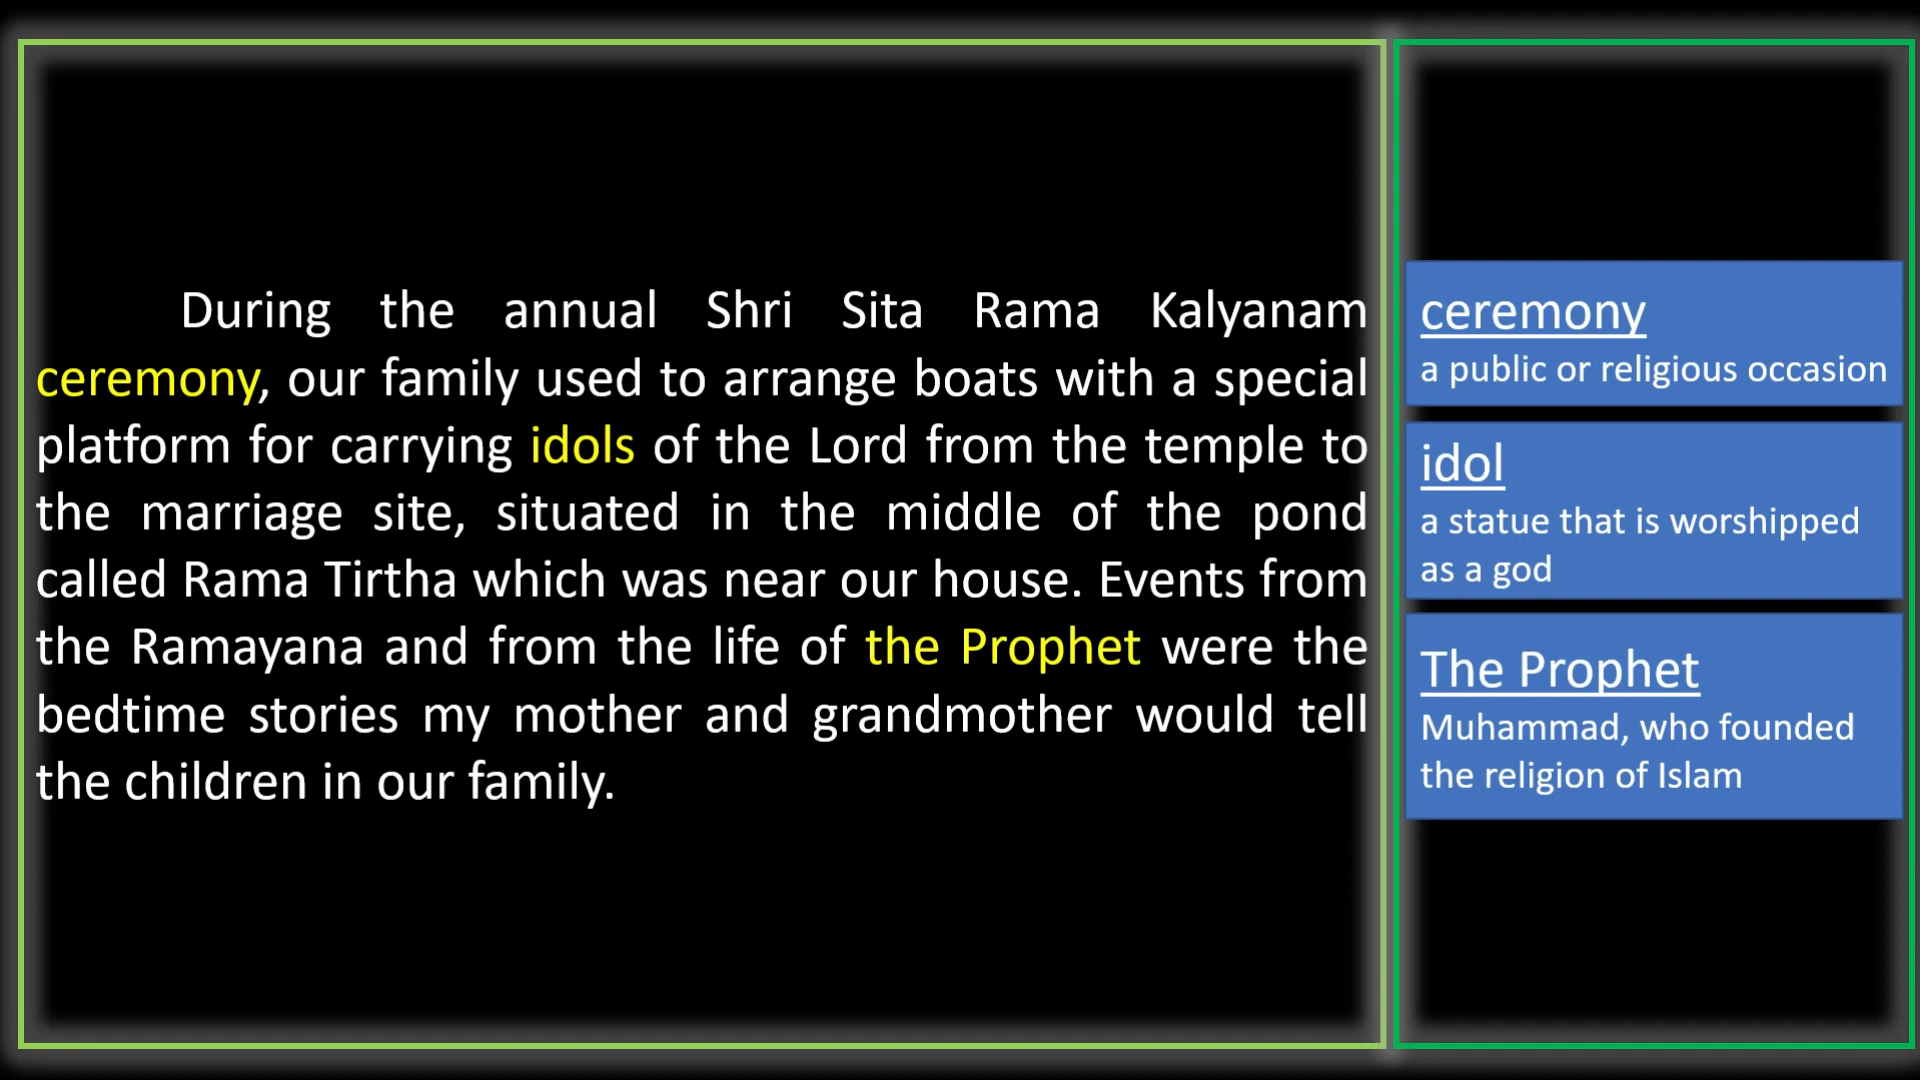 During the annual Shri Sita Rama Kalyanam
ceremony, our family used to arrange boats with a special
platform for carrying idols of the Lord from the temple to
the marriage site, situated in the middle of the pond
called Rama Tirtha which was near our house. Events from
the Ramayana and from the life of the Prophet were the
bedtime stories my mother and grandmother would tell
the children in our family.
ceremony
a public or religious occasion
idol
a statue that is worshipped
as a god
The Prophet
Muhammad, who founded
the religion of Islam